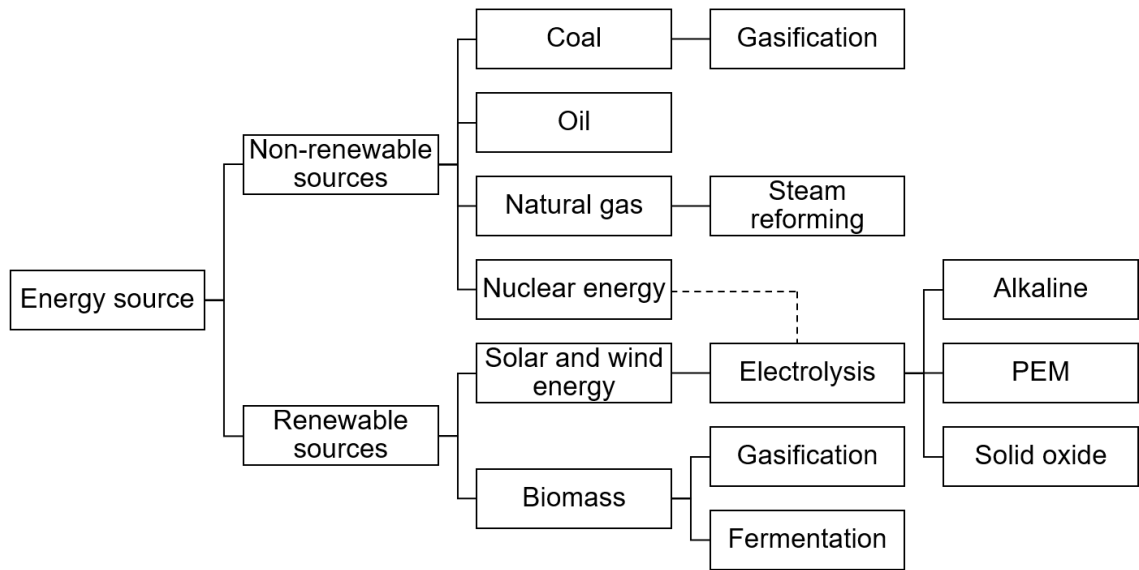 Coal
Gasification
Oil
Non-renewable
sources
Natural gas
Steam
reforming
Energy source
Nuclear energy
Alkaline
Solar and wind
energy
Electrolysis
PEM
Renewable
sources
Gasification
Solid oxide
Biomass
Fermentation